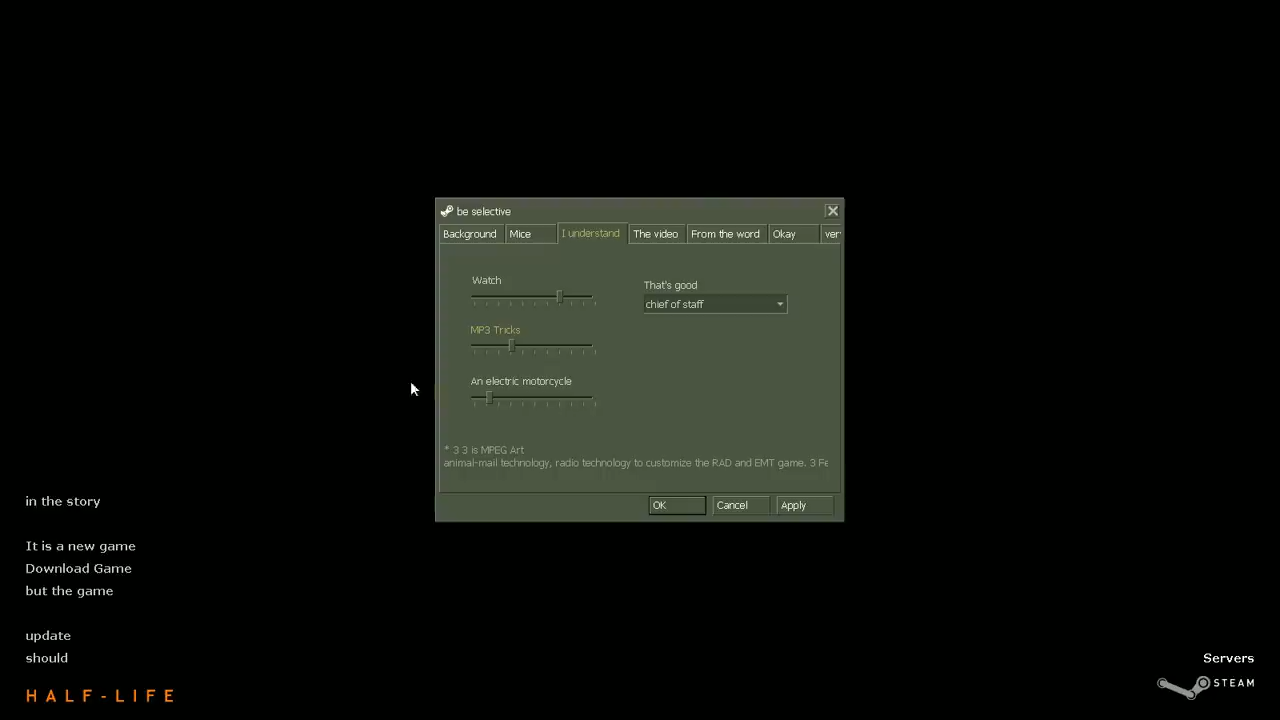 be selective
Background
Mice
I understand
The video
From the word
Okay
Watch
That's good
chief of staff
MP3 Tricks
An electric motorcycle
* 3 3 is MPEG Art
animal-mail technology, radio technology to customize the RAD and EMT game. 3
OK
Cancel
Apply
in the story
It is a new game
Download Game
but the game
update
should
HALF-LIFE
Servers
STEAM